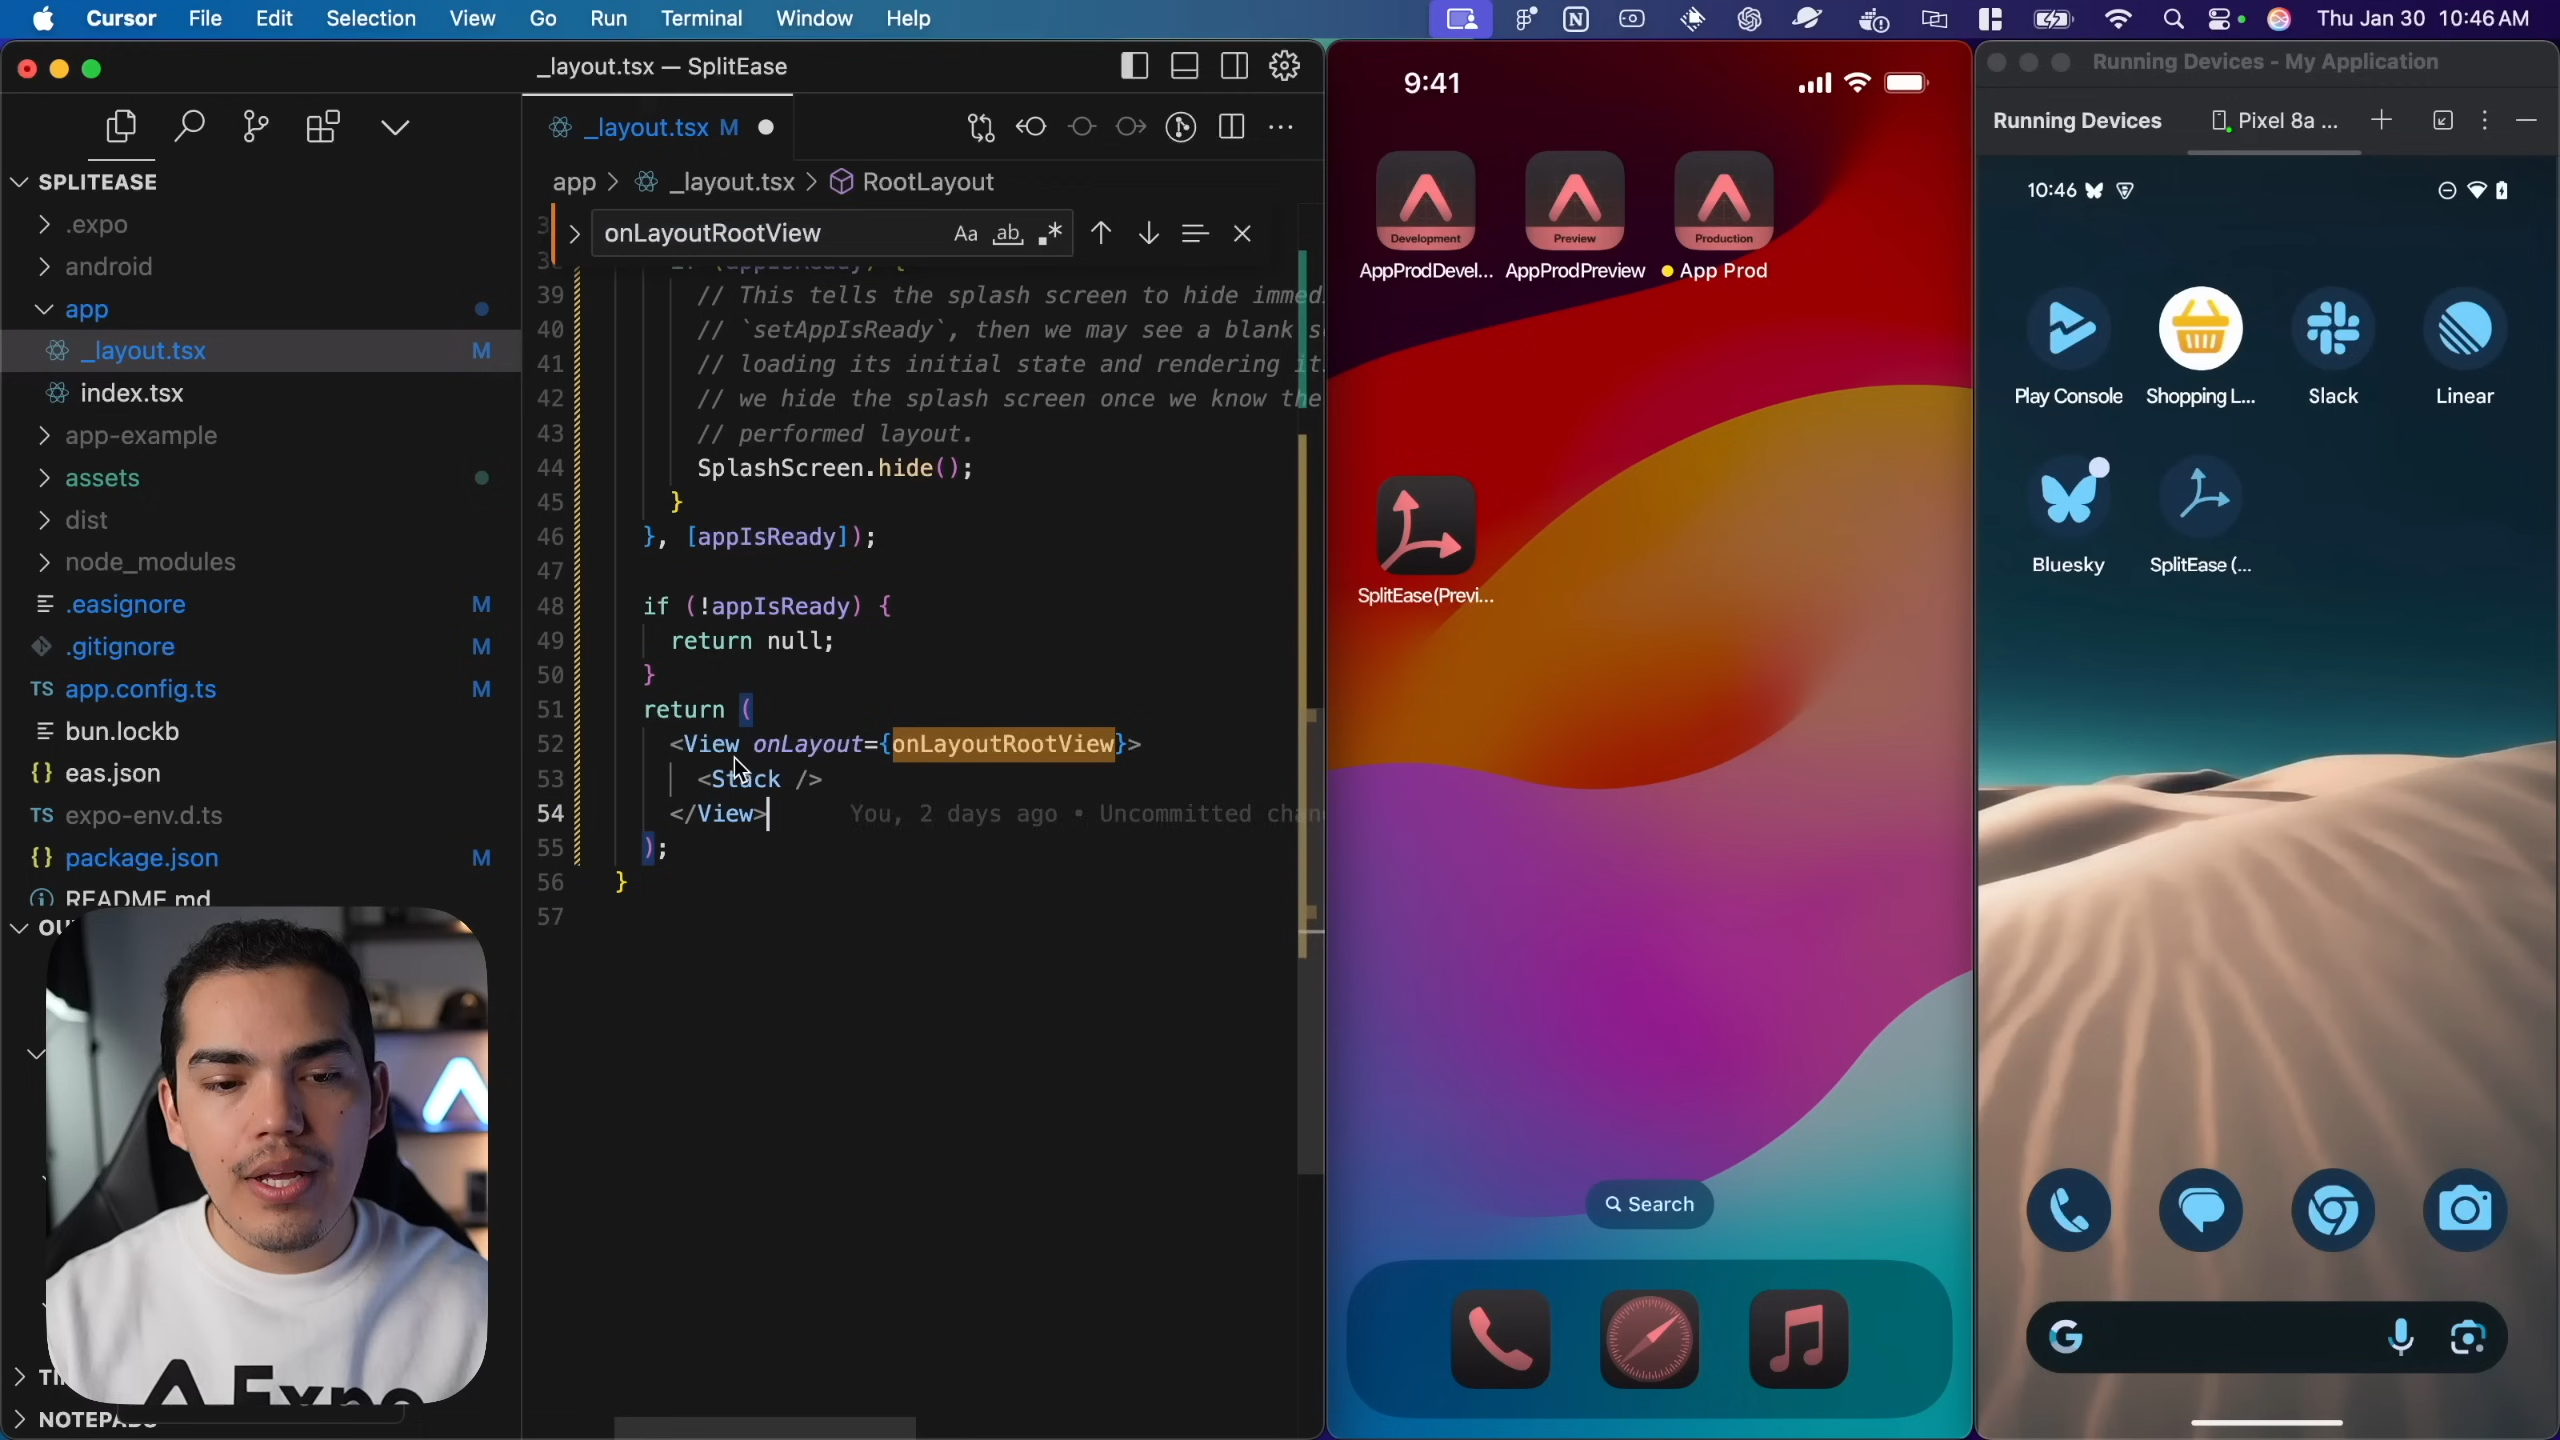 Cursor File Edit Selection View Go Run Terminal Window Help Thu Jan 30 10:46 AM
_layout.tsx — SplitEase
_layout.tsx M
app > _layout.tsx > RootLayout
onLayoutRootView Aa ab
SPLITEASE
.expo
android
app
_layout.tsx M
index.tsx
app-example
assets
dist
node_modules
.easignore M
.gitignore M
TS app.config.ts M
bun.lockb
{} eas.json
TS expo-env.d.ts
{} package.json M
README.md
NOTEPADS
39 // This tells the splash screen to hide immed
40 // `setAppIsReady`, then we may see a blank s
41 // loading its initial state and rendering it
42 // we hide the splash screen once we know the
43 // performed layout.
44 SplashScreen.hide();
45 }
46 }, [appIsReady]);
47
48 if (!appIsReady) {
49 return null;
50 }
51 return (
52 <View onLayout={onLayoutRootView}>
53 <Stack />
54 </View> You, 2 days ago • Uncommitted chan
55 );
56 }
57
Expo
9:41
Development Preview Production
AppProdDevel... AppProdPreview App Prod
SplitEase(Previ...
Search
Running Devices - My Application
Running Devices Pixel 8a ...
10:46
Play Console Shopping L... Slack Linear
Bluesky SplitEase (...